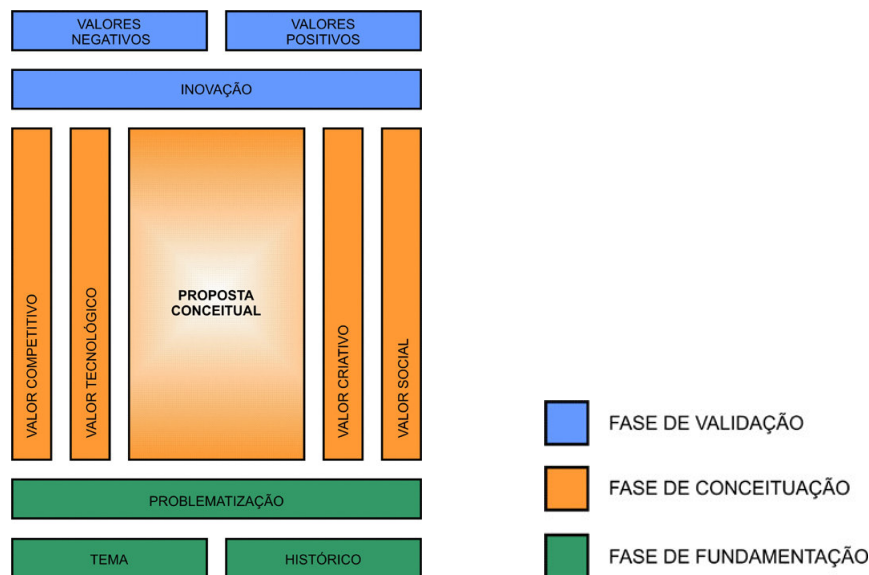 VALORES
NEGATIVOS
VALORES
POSITIVOS
INOVAÇÃO
VALOR COMPETITIVO
VALOR TECNOLÓGICO
PROPOSTA
CONCEITUAL
VALOR CRIATIVO
VALOR SOCIAL
PROBLEMATIZAÇÃO
TEMA
HISTÓRICO
FASE DE VALIDAÇÃO
FASE DE CONCEITUAÇÃO
FASE DE FUNDAMENTAÇÃO